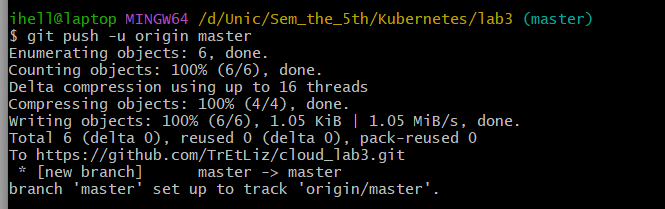 ihell@laptop MINGW64 /d/Unic/Sem_the_5th/Kubernetes/lab3 (master)
$ git push -u origin master
Enumerating objects: 6, done.
Counting objects: 100% (6/6), done.
Delta compression using up to 16 threads
Compressing objects: 100% (4/4), done.
Writing objects: 100% (6/6), 1.05 KiB | 1.05 MiB/s, done.
Total 6 (delta 0), reused 0 (delta 0), pack-reused 0
To https://github.com/TrEtLiz/cloud_lab3.git
 * [new branch]      master -> master
branch 'master' set up to track 'origin/master'.